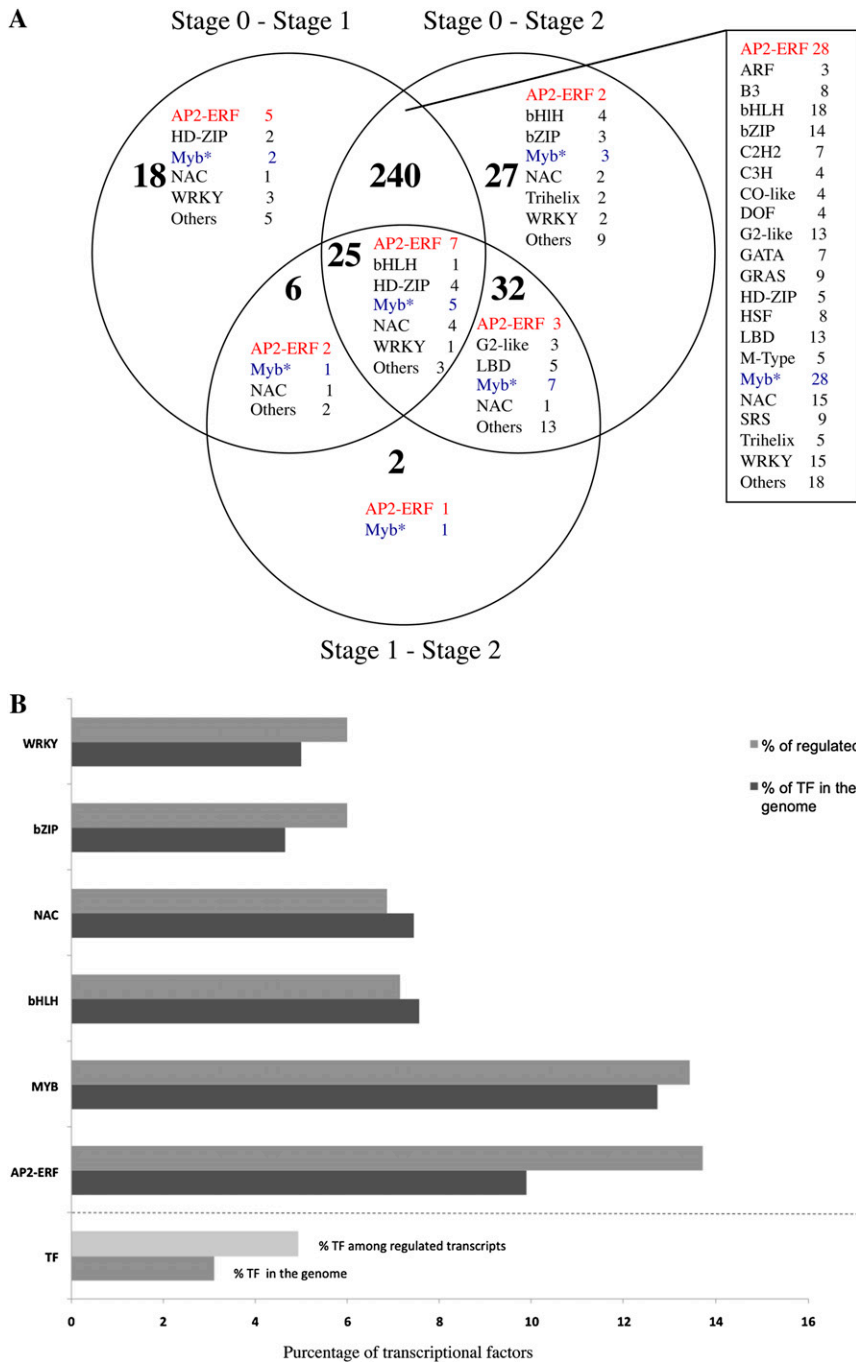 A
Stage 0 - Stage 1
Stage 0 - Stage 2
18
AP2-ERF 5
HD-ZIP 2
Myb* 2
NAC 1
WRKY 3
Others 5
240
27
AP2-ERF 2
bHlH 4
bZIP 3
Myb* 3
NAC 2
Trihelix 2
WRKY 2
Others 9
25
AP2-ERF 7
bHLH 1
HD-ZIP 4
Myb* 5
NAC 4
WRKY 1
Others 3
6
AP2-ERF 2
Myb* 1
NAC 1
Others 2
32
AP2-ERF 3
G2-like 3
LBD 5
Myb* 7
NAC 1
Others 13
2
AP2-ERF 1
Myb* 1
Stage 1 - Stage 2
AP2-ERF 28
ARF 3
B3 8
bHLH 18
bZIP 14
C2H2 7
C3H 4
CO-like 4
DOF 4
G2-like 13
GATA 7
GRAS 9
HD-ZIP 5
HSF 8
LBD 13
M-Type 5
Myb* 28
NAC 15
SRS 9
Trihelix 5
WRKY 15
Others 18
B
WRKY
bZIP
NAC
bHLH
MYB
AP2-ERF
TF
% of regulated
% of TF in the
genome
% TF among regulated transcripts
% TF in the genome
0 2 4 6 8 10 12 14 16
Purcentage of transcriptional factors